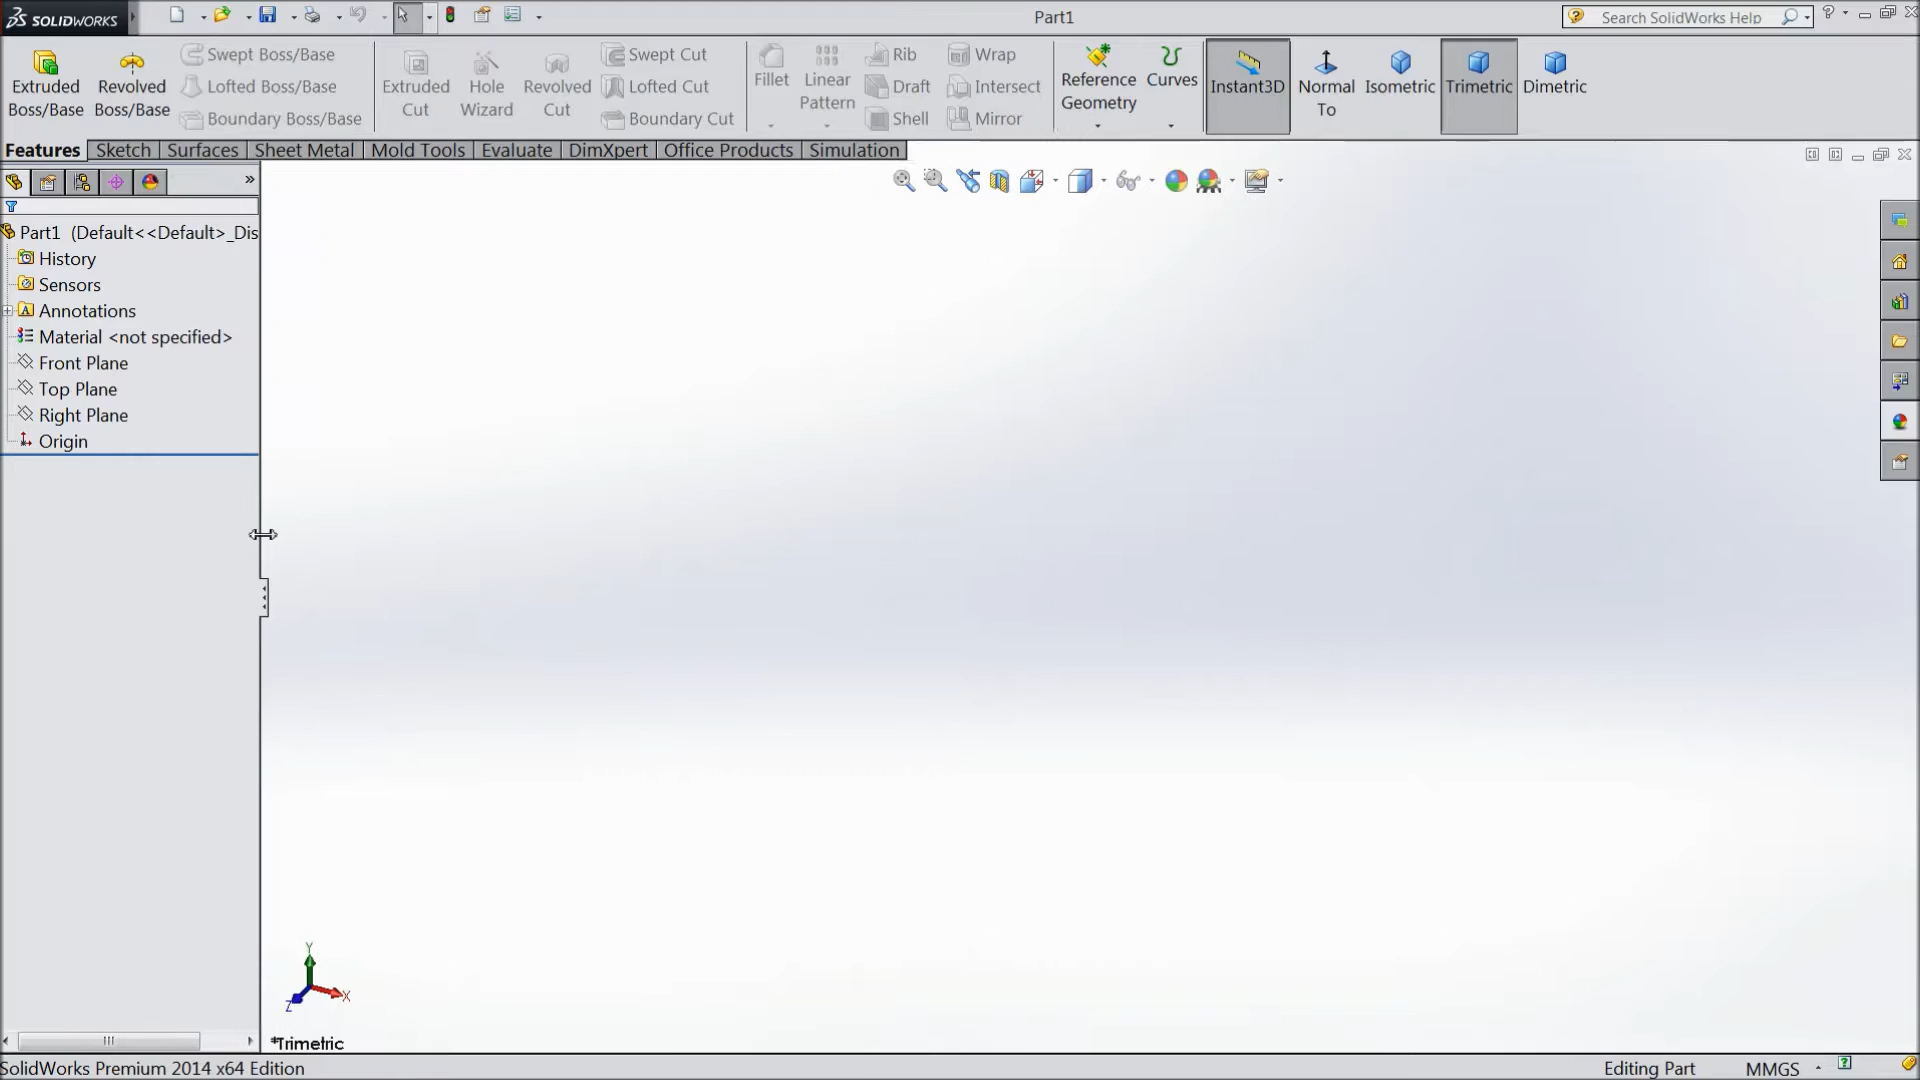 SOLIDWORKS
Part1
Search SolidWorks Help
Extruded Boss/Base
Revolved Boss/Base
Swept Boss/Base
Lofted Boss/Base
Boundary Boss/Base
Extruded Cut
Hole Wizard
Revolved Cut
Swept Cut
Lofted Cut
Boundary Cut
Fillet
Linear Pattern
Rib
Draft
Shell
Wrap
Intersect
Mirror
Reference Geometry
Curves
Instant3D
Normal To
Isometric
Trimetric
Dimetric
Features Sketch Surfaces Sheet Metal Mold Tools Evaluate DimXpert Office Products Simulation
Part1 (Default<<Default>_Dis
History
Sensors
Annotations
Material <not specified>
Front Plane
Top Plane
Right Plane
Origin
Y
X
Z
*Trimetric
SolidWorks Premium 2014 x64 Edition
Editing Part
MMGS